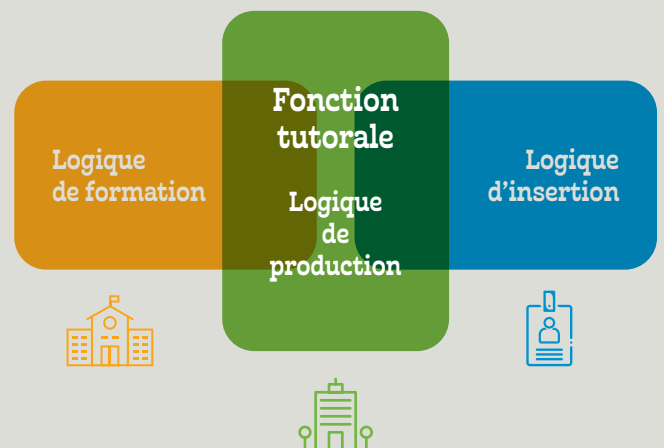 Fonction
tutorale
Logique
de formation
Logique
de
production
Logique
d'insertion